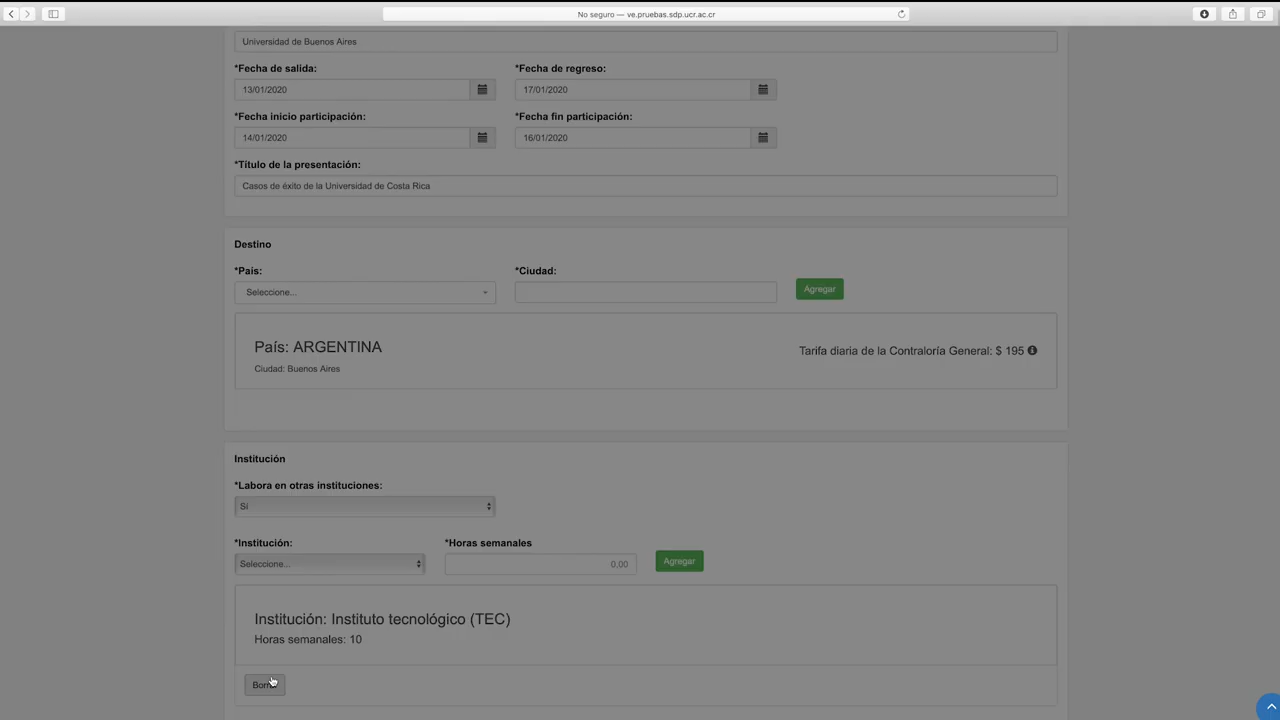 No seguro — ve.pruebas.sdp.ucr.ac.cr
Universidad de Buenos Aires
*Fecha de salida:
*Fecha de regreso:
13/01/2020
17/01/2020
*Fecha inicio participación:
*Fecha fin participación:
14/01/2020
16/01/2020
*Título de la presentación:
Casos de éxito de la Universidad de Costa Rica
Destino
*País:
*Ciudad:
Seleccione...
Agregar
País: ARGENTINA
Tarifa diaria de la Contraloría General: $ 195
Ciudad: Buenos Aires
Institución
*Labora en otras instituciones:
Sí
*Institución:
*Horas semanales
Seleccione...
0,00
Agregar
Institución: Instituto tecnológico (TEC)
Horas semanales: 10